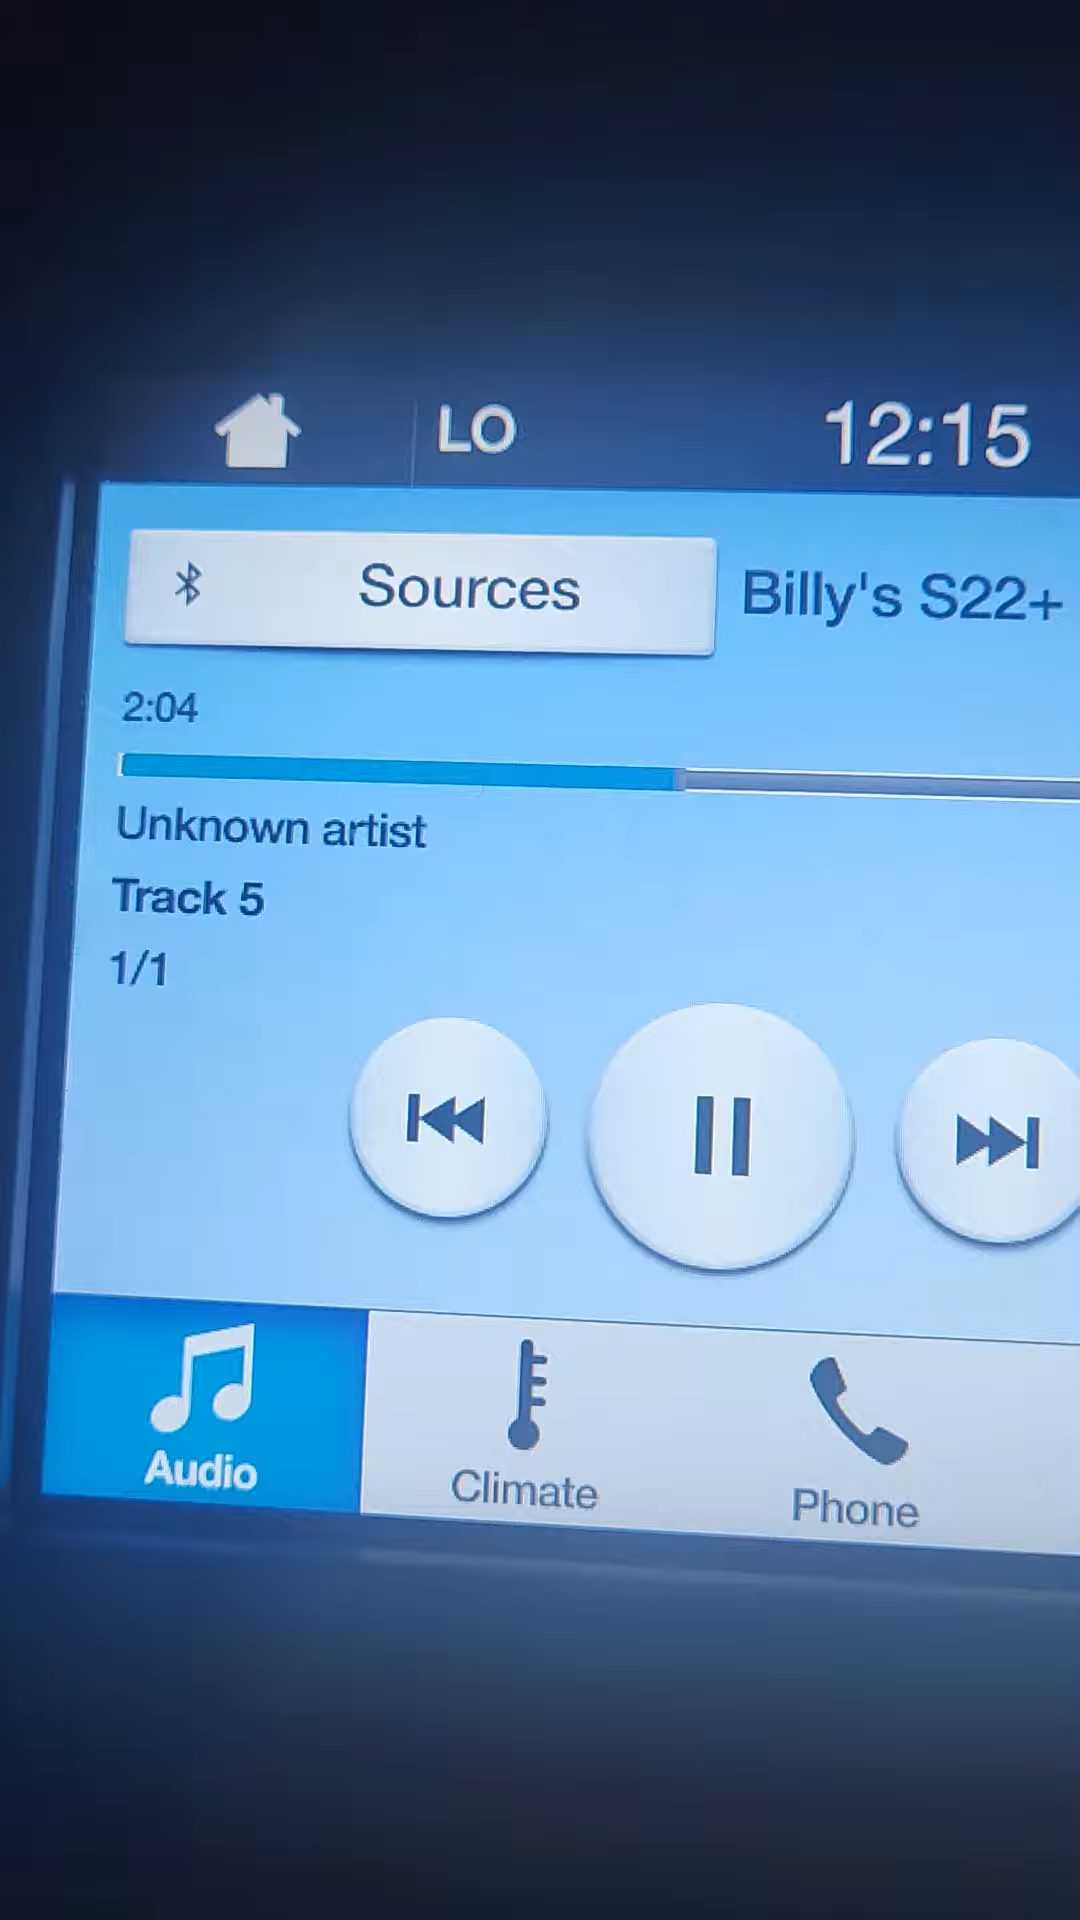 LO
12:15
Sources
Billy's S22+
2:04
Unknown artist
Track 5
1/1
Audio
Climate
Phone